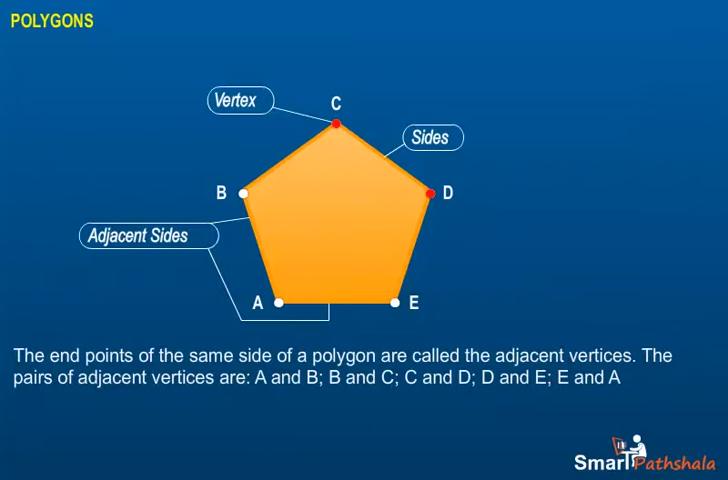 POLYGONS
Vertex
C
Sides
B
D
Adjacent Sides
A
E
The end points of the same side of a polygon are called the adjacent vertices. The
pairs of adjacent vertices are: A and B; B and C; C and D; D and E; E and A
SmartPathshala